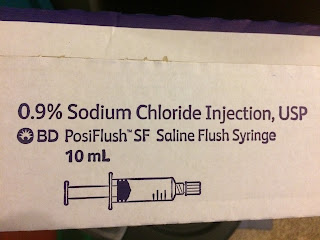 0.9% Sodium Chloride Injection, USP
BD PosiFlush™ SF Saline Flush Syringe
10 mL